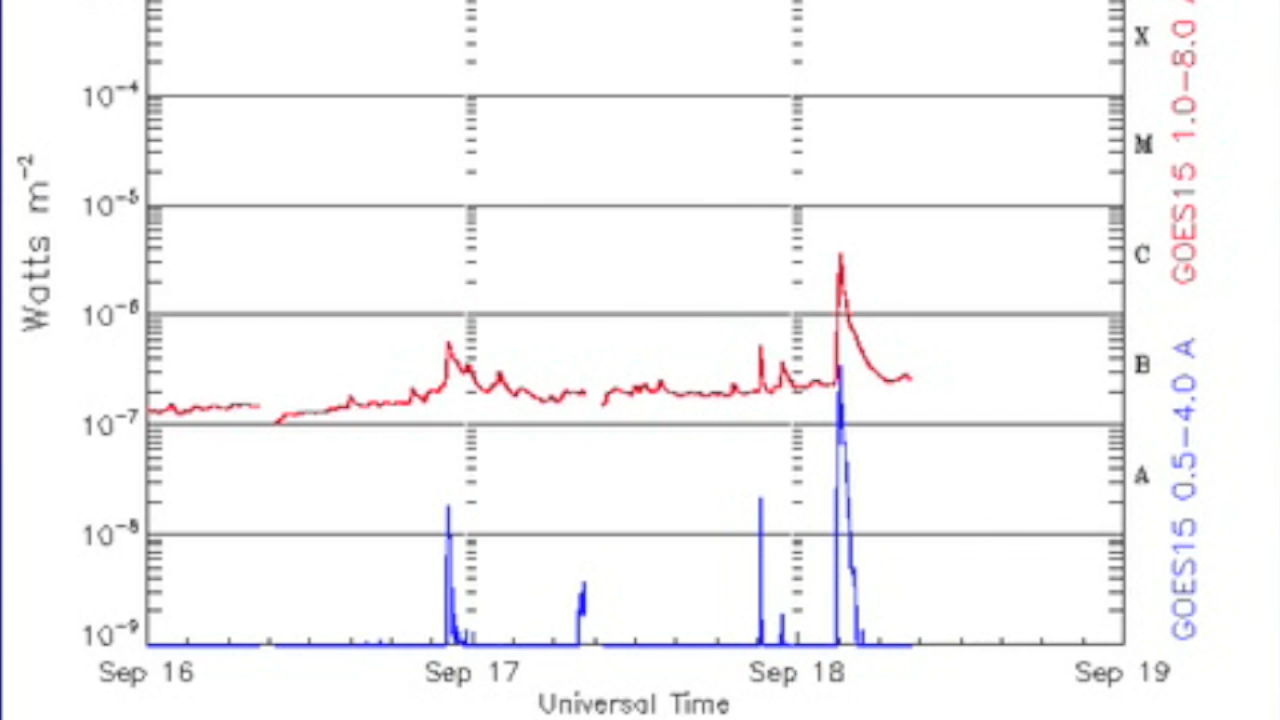 X
10⁻⁴
M
10⁻⁵
C
10⁻⁶
B
10⁻⁷
A
10⁻⁸
10⁻⁹
Sep 16 Sep 17 Sep 18 Sep 19
Universal Time
Watts m⁻²
GOES15 1.0-8.0
GOES15 0.5-4.0 A